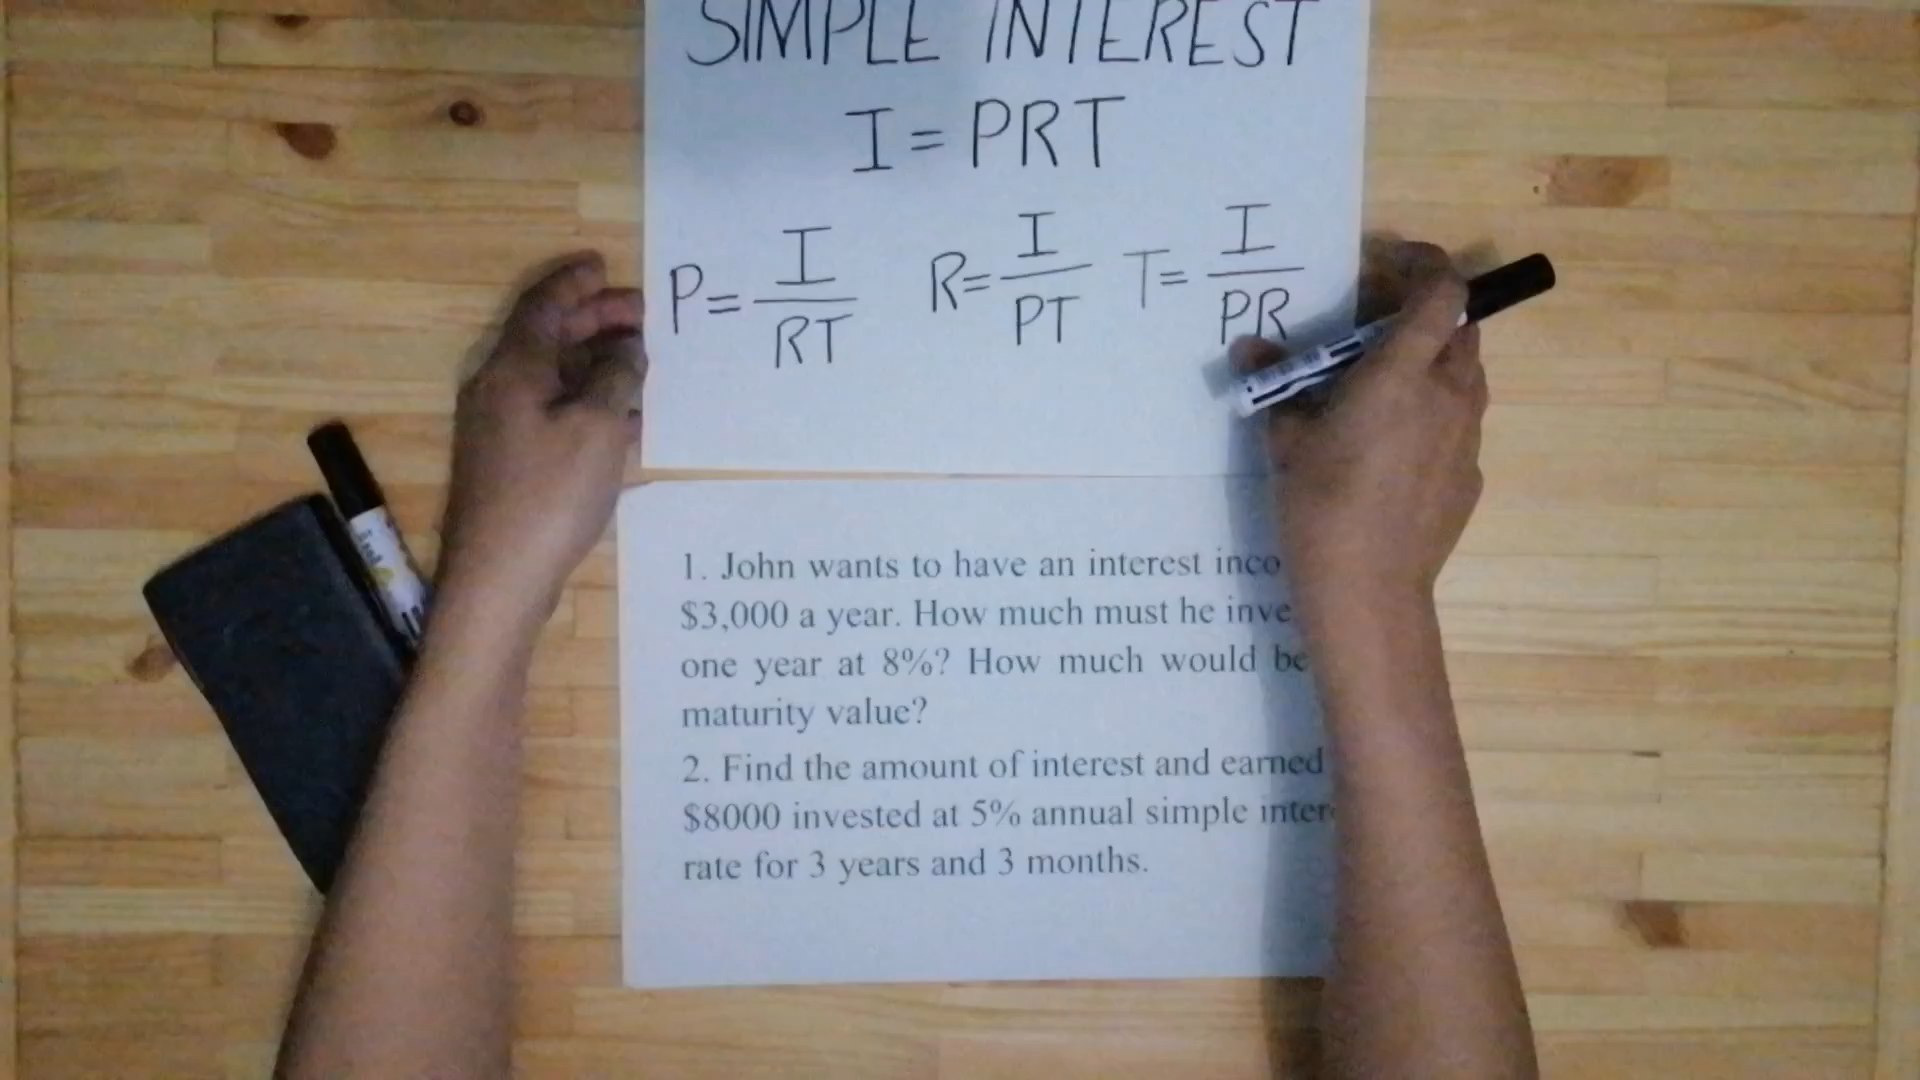 SIMPLE INTEREST
I = PRT
P = I / RT R = I / PT T = I / PR
1. John wants to have an interest inco
$3,000 a year. How much must he inve
one year at 8%? How much would be
maturity value?
2. Find the amount of interest and earned
$8000 invested at 5% annual simple inter
rate for 3 years and 3 months.